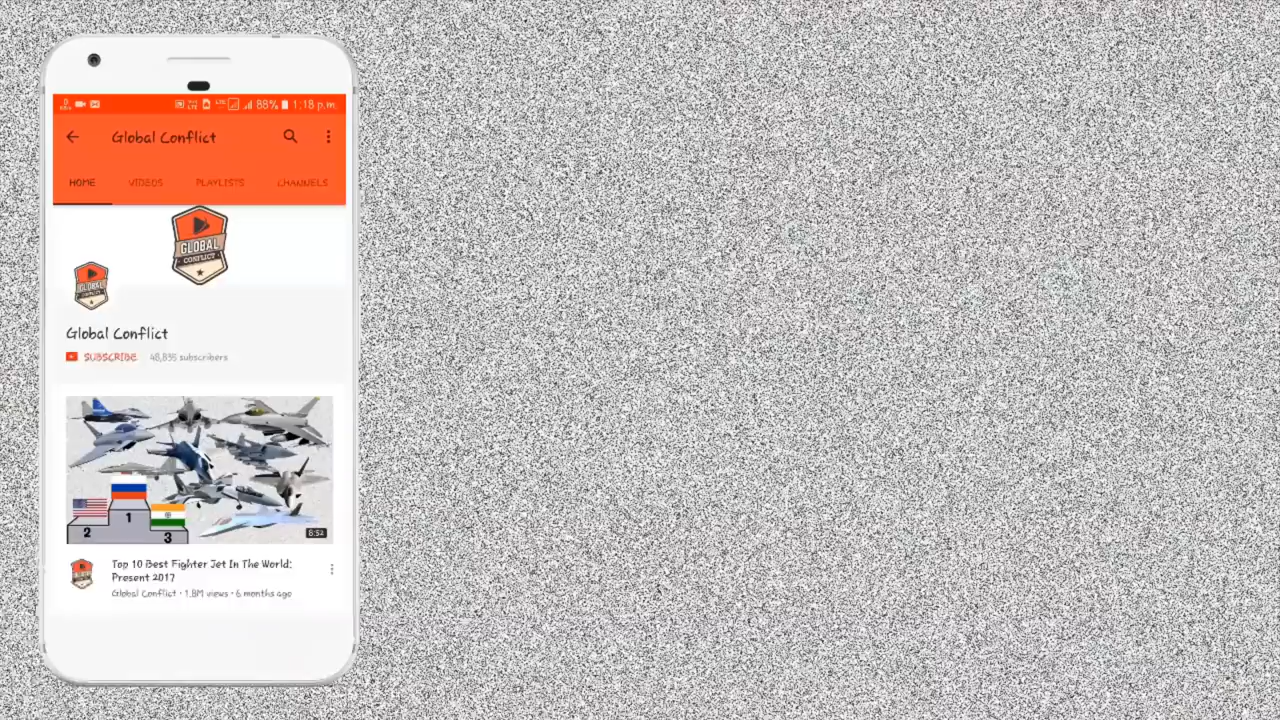 88% 1:18 p.m.
Global Conflict
HOME VIDEOS PLAYLISTS CHANNELS
GLOBAL
CONFLICT
GLOBAL
Global Conflict
SUBSCRIBE 48,835 subscribers
2 1 3
8:52
Top 10 Best Fighter Jet In The World:
Present 2017
Global Conflict • 1.8M views • 6 months ago